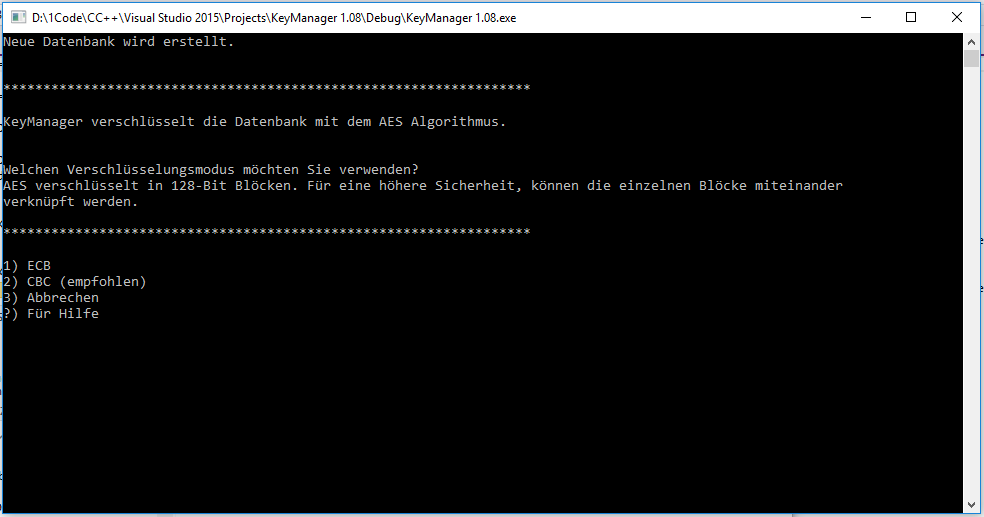 D:\1Code\CC++\Visual Studio 2015\Projects\KeyManager 1.08\Debug\KeyManager 1.08.exe
Neue Datenbank wird erstellt.
******************************************************************
KeyManager verschlüsselt die Datenbank mit dem AES Algorithmus.
Welchen Verschlüsselungsmodus möchten Sie verwenden?
AES verschlüsselt in 128-Bit Blöcken. Für eine höhere Sicherheit, können die einzelnen Blöcke miteinander
verknüpft werden.
******************************************************************
1) ECB
2) CBC (empfohlen)
3) Abbrechen
?) Für Hilfe